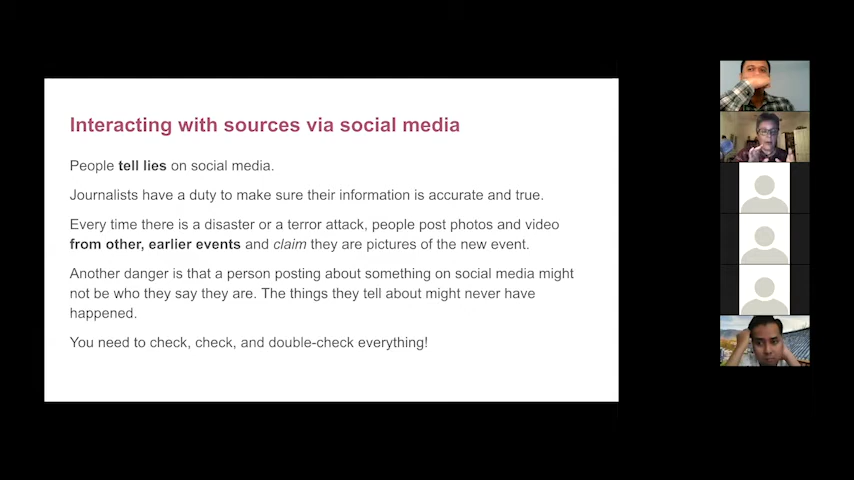 Interacting with sources via social media
People tell lies on social media.
Journalists have a duty to make sure their information is accurate and true.
Every time there is a disaster or a terror attack, people post photos and video
from other, earlier events and claim they are pictures of the new event.
Another danger is that a person posting about something on social media might
not be who they say they are. The things they tell about might never have
happened.
You need to check, check, and double-check everything!